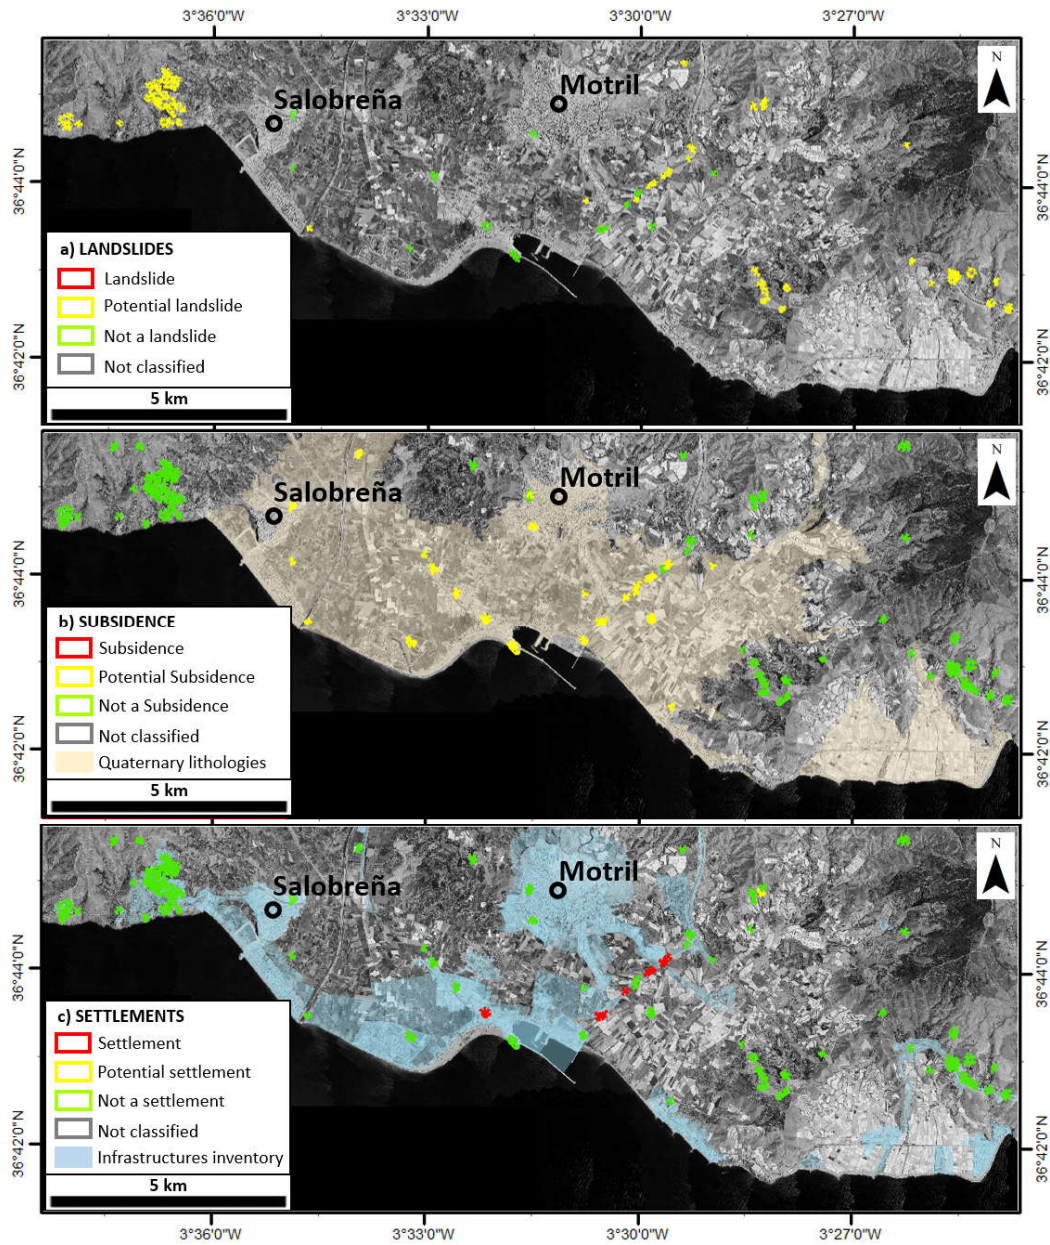 3°36'0"W 3°33'0"W 3°30'0"W 3°27'0"W
N
Salobreña
Motril
36°44'0"N 36°44'0"N
a) LANDSLIDES
Landslide
Potential landslide
Not a landslide
Not classified
36°42'0"N 36°42'0"N
5 km
N
Salobreña
Motril
36°44'0"N 36°44'0"N
b) SUBSIDENCE
Subsidence
Potential Subsidence
Not a Subsidence
Not classified
Quaternary lithologies
36°42'0"N 36°42'0"N
5 km
N
Salobreña
Motril
36°44'0"N 36°44'0"N
c) SETTLEMENTS
Settlement
Potential settlement
Not a settlement
Not classified
Infrastructures inventory
36°42'0"N 36°42'0"N
5 km
3°36'0"W 3°33'0"W 3°30'0"W 3°27'0"W